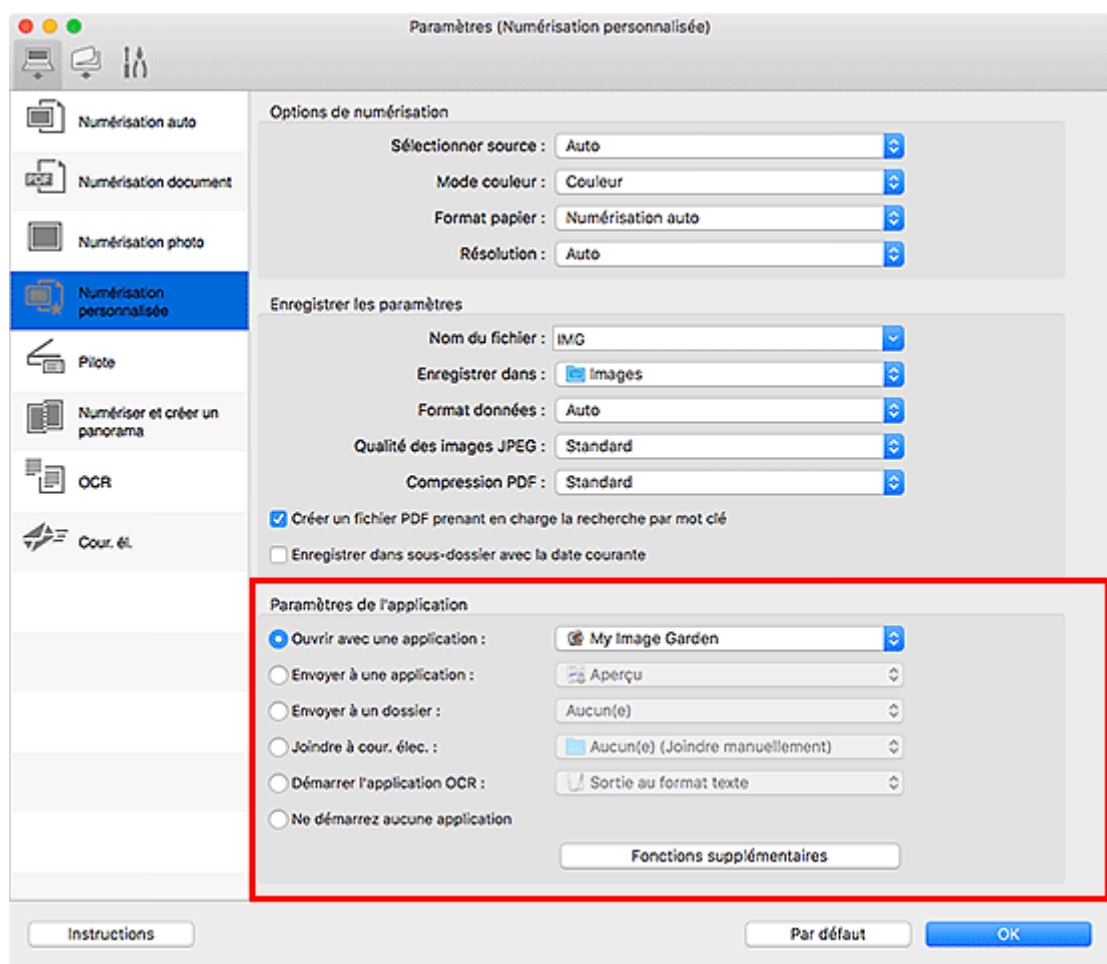 Paramètres (Numérisation personnalisée)
Numérisation auto
PDF
Numérisation document
Numérisation photo
Numérisation
personnalisée
Pilote
Numériser et créer un
panorama
OCR
Cour. él.
Options de numérisation
Sélectionner source : Auto
Mode couleur : Couleur
Format papier : Numérisation auto
Résolution : Auto
Enregistrer les paramètres
Nom du fichier : IMG
Enregistrer dans : Images
Format données : Auto
Qualité des images JPEG : Standard
Compression PDF : Standard
Créer un fichier PDF prenant en charge la recherche par mot clé
Enregistrer dans sous-dossier avec la date courante
Paramètres de l'application
Ouvrir avec une application : My Image Garden
Envoyer à une application : Aperçu
Envoyer à un dossier : Aucun(e)
Joindre à cour. élec. : Aucun(e) (Joindre manuellement)
Démarrer l'application OCR : Sortie au format texte
Ne démarrez aucune application
Fonctions supplémentaires
Instructions
Par défaut
OK